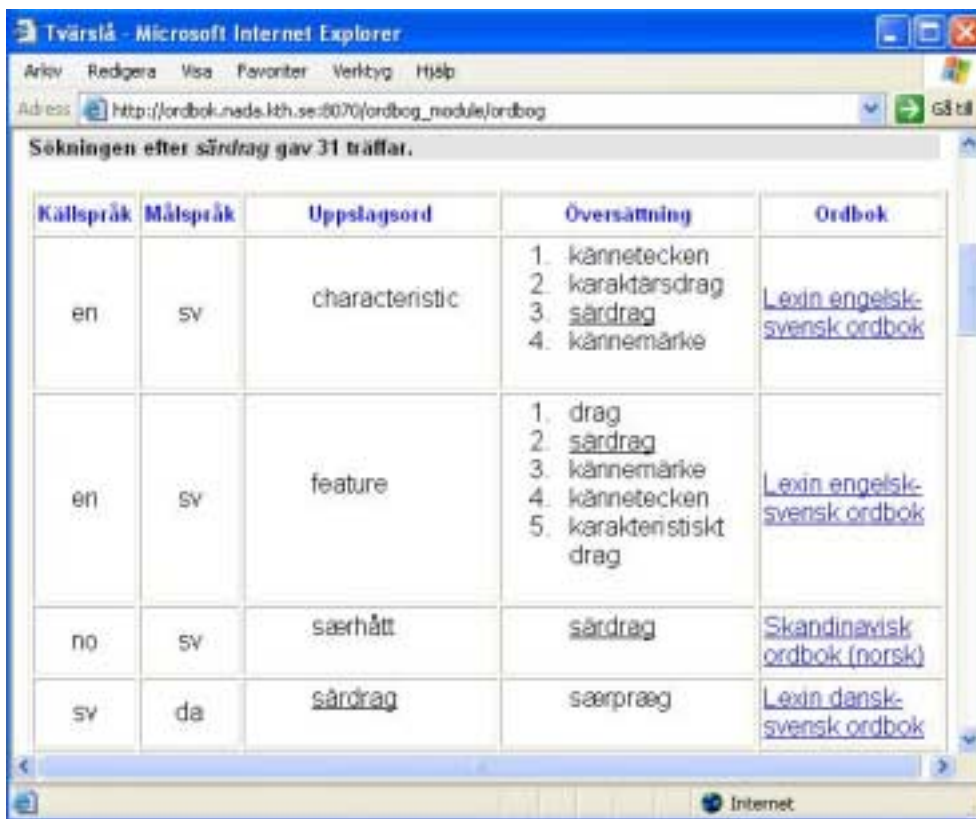 Tvärslå - Microsoft Internet Explorer
Arkiv Redigera Visa Favoriter Verktyg Hjälp
Adress http://ordbok.nada.kth.se:8070/ordbog_module/ordbog Gå till
Sökningen efter särdrag gav 31 träffar.
Källspråk Målspråk Uppslagsord Översättning Ordbok
en sv characteristic
1. kännetecken
2. karaktärsdrag
3. särdrag
4. kännemärke
Lexin engelsk-
svensk ordbok
en sv feature
1. drag
2. särdrag
3. kännemärke
4. kännetecken
5. karakteristiskt
drag
Lexin engelsk-
svensk ordbok
no sv særhått särdrag Skandinavisk
ordbok (norsk)
sv da särdrag særpræg Lexin dansk-
svensk ordbok
Internet